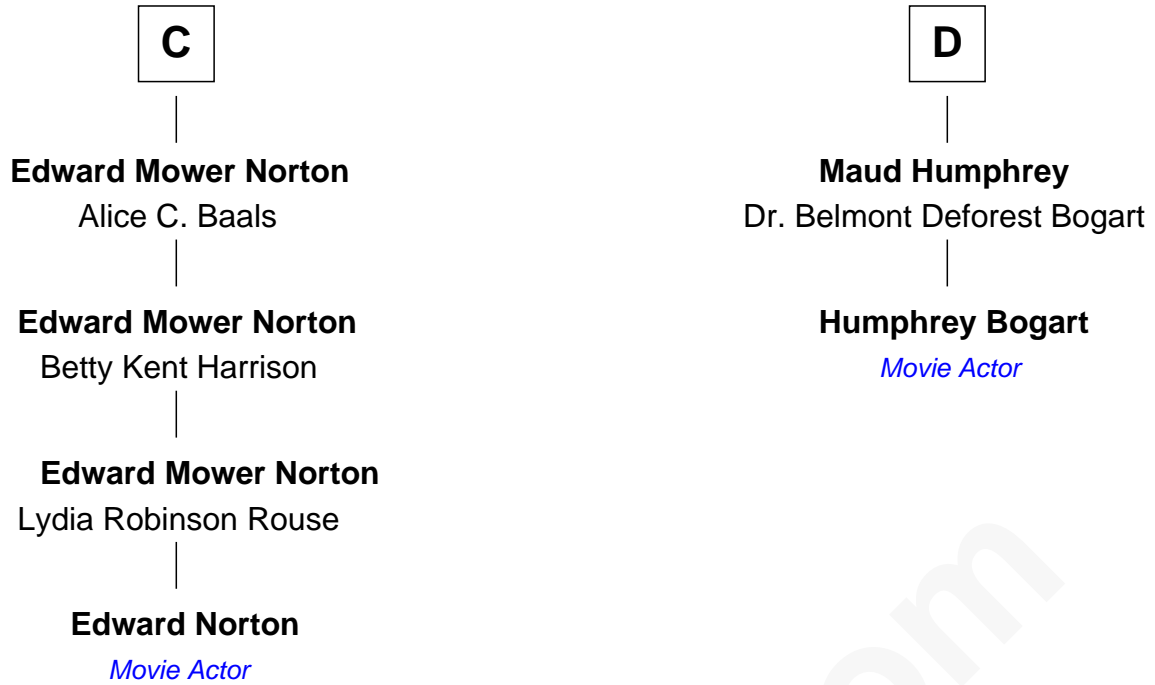 C
Edward Mower Norton
Alice C. Baals
Edward Mower Norton
Betty Kent Harrison
Edward Mower Norton
Lydia Robinson Rouse
Edward Norton
Movie Actor
D
Maud Humphrey
Dr. Belmont Deforest Bogart
Humphrey Bogart
Movie Actor
om